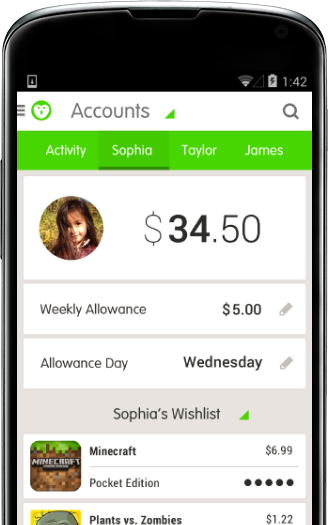 1:42
Accounts
Activity Sophia Taylor James
$34.50
Weekly Allowance $5.00
Allowance Day Wednesday
Sophia's Wishlist
MINECRAFT
Minecraft $6.99
Pocket Edition
Plants vs. Zombies $1.22